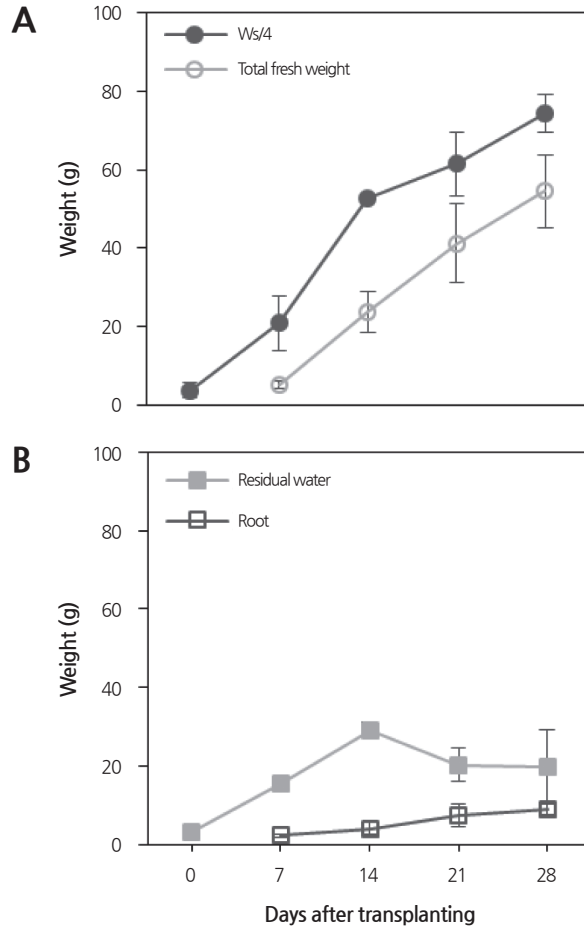 A
100
Ws/4
Total fresh weight
80
60
Weight (g)
40
20
0
B
100
Residual water
Root
80
60
Weight (g)
40
20
0
0 7 14 21 28
Days after transplanting